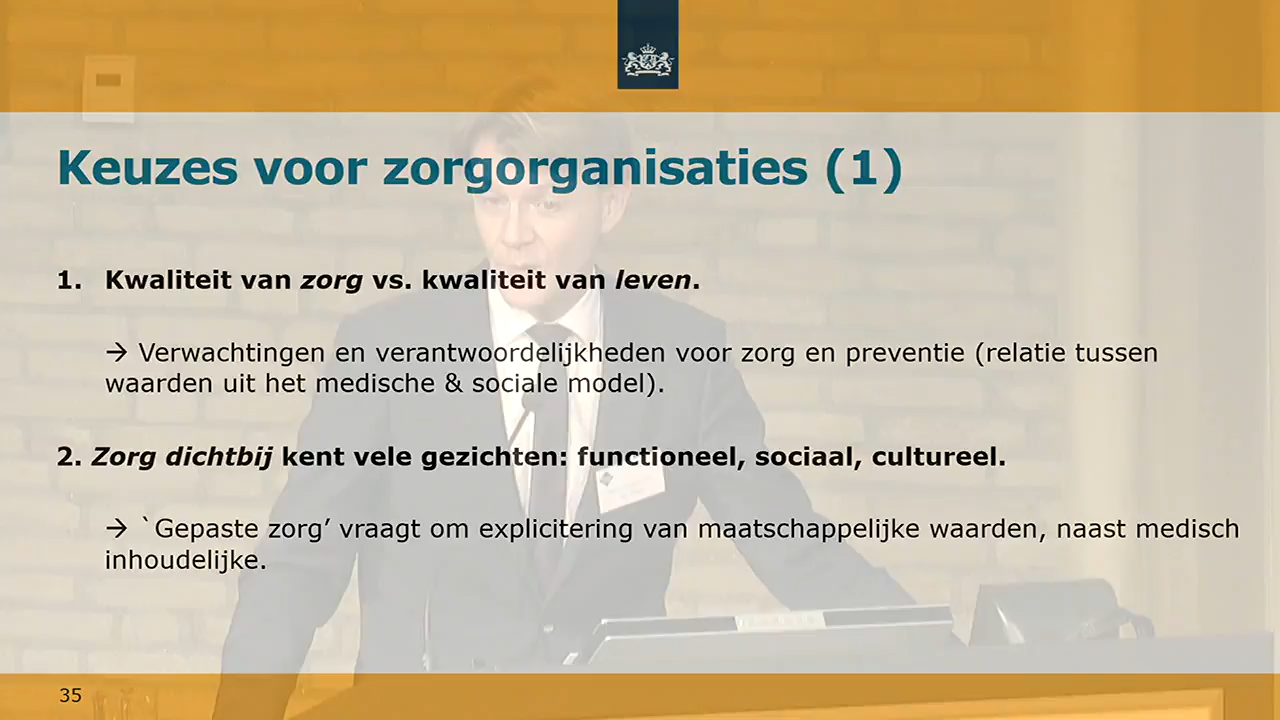 Keuzes voor zorgorganisaties (1)
1. Kwaliteit van zorg vs. kwaliteit van leven.
→ Verwachtingen en verantwoordelijkheden voor zorg en preventie (relatie tussen
waarden uit het medische & sociale model).
2. Zorg dichtbij kent vele gezichten: functioneel, sociaal, cultureel.
→ `Gepaste zorg’ vraagt om explicitering van maatschappelijke waarden, naast medisch
inhoudelijke.
35